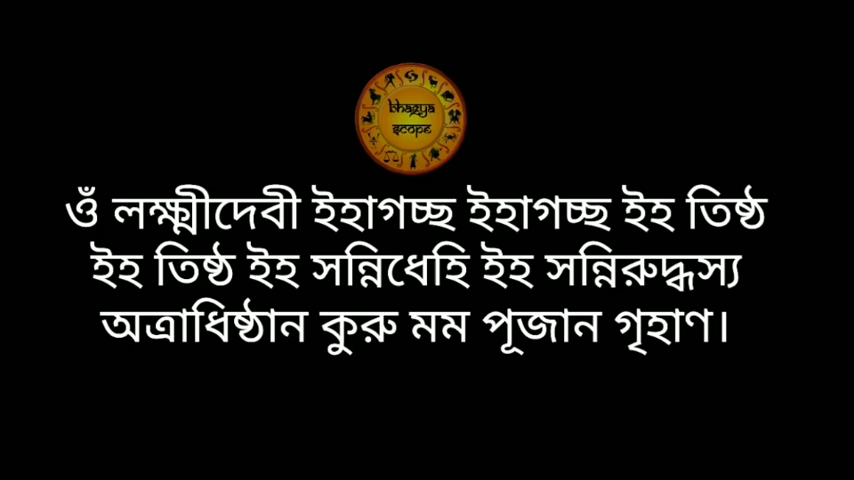 bhagya
scope
ওঁ লক্ষ্মীদেবী ইহাগচ্ছ ইহাগচ্ছ ইহ তিষ্ঠ
ইহ তিষ্ঠ ইহ সন্নিধেহি ইহ সন্নিরুদ্ধস্য
অত্রাধিষ্ঠান কুরু মম পূজান গৃহাণ।